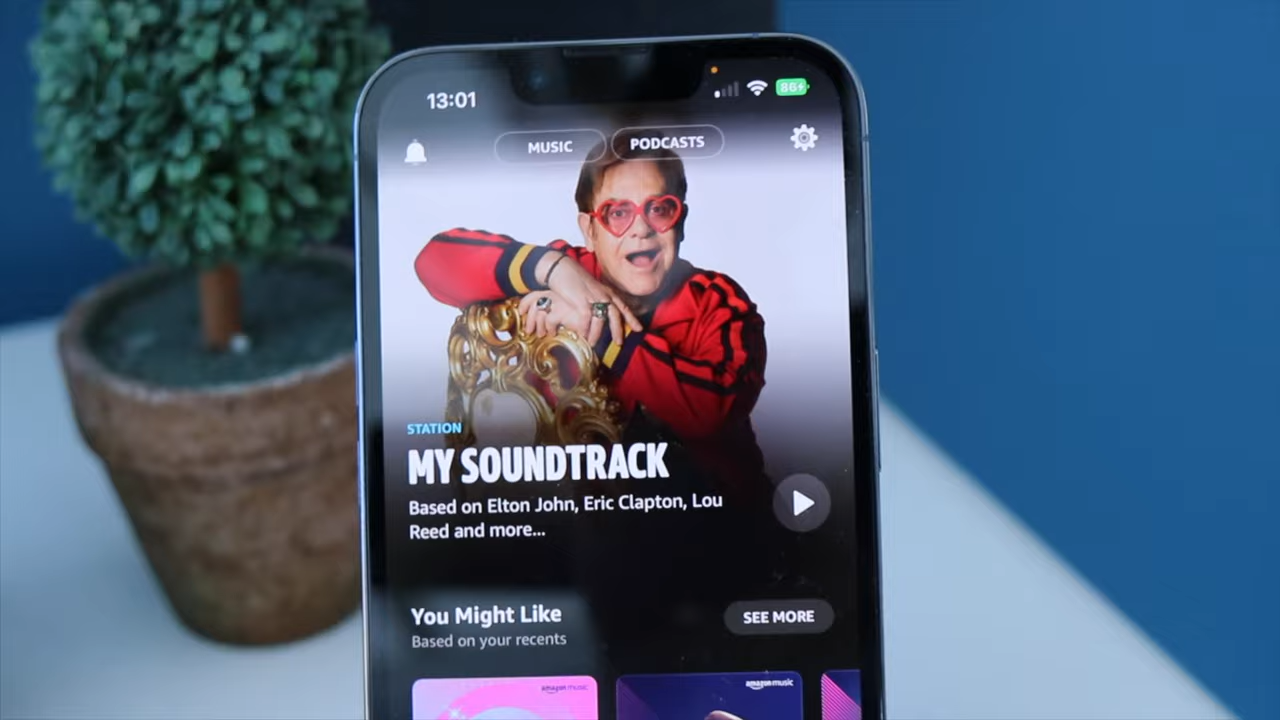 13:01
86
MUSIC
PODCASTS
STATION
MY SOUNDTRACK
Based on Elton John, Eric Clapton, Lou
Reed and more...
You Might Like
SEE MORE
Based on your recents
amazon music
amazon music